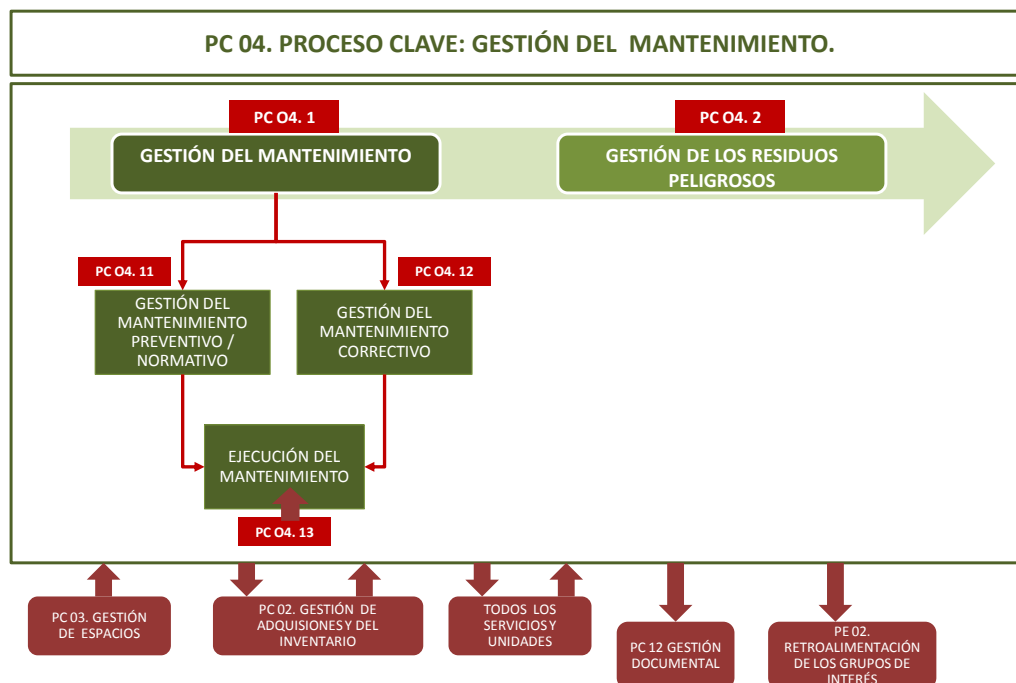 PC 04. PROCESO CLAVE: GESTIÓN DEL MANTENIMIENTO.
PC O4. 1
PC O4. 2
GESTIÓN DEL MANTENIMIENTO
GESTIÓN DE LOS RESIDUOS
PELIGROSOS
PC O4. 11
PC O4. 12
GESTIÓN DEL
MANTENIMIENTO
PREVENTIVO /
NORMATIVO
GESTIÓN DEL
MANTENIMIENTO
CORRECTIVO
EJECUCIÓN DEL
MANTENIMIENTO
PC O4. 13
PC 03. GESTIÓN
DE ESPACIOS
PC 02. GESTIÓN DE
ADQUISIONES Y DEL
INVENTARIO
TODOS LOS
SERVICIOS Y
UNIDADES
PC 12 GESTIÓN
DOCUMENTAL
PE 02.
RETROALIMENTACIÓN
DE LOS GRUPOS DE
INTERÉS